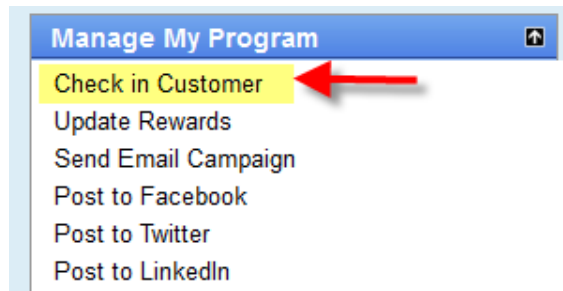 Manage My Program
Check in Customer
Update Rewards
Send Email Campaign
Post to Facebook
Post to Twitter
Post to LinkedIn